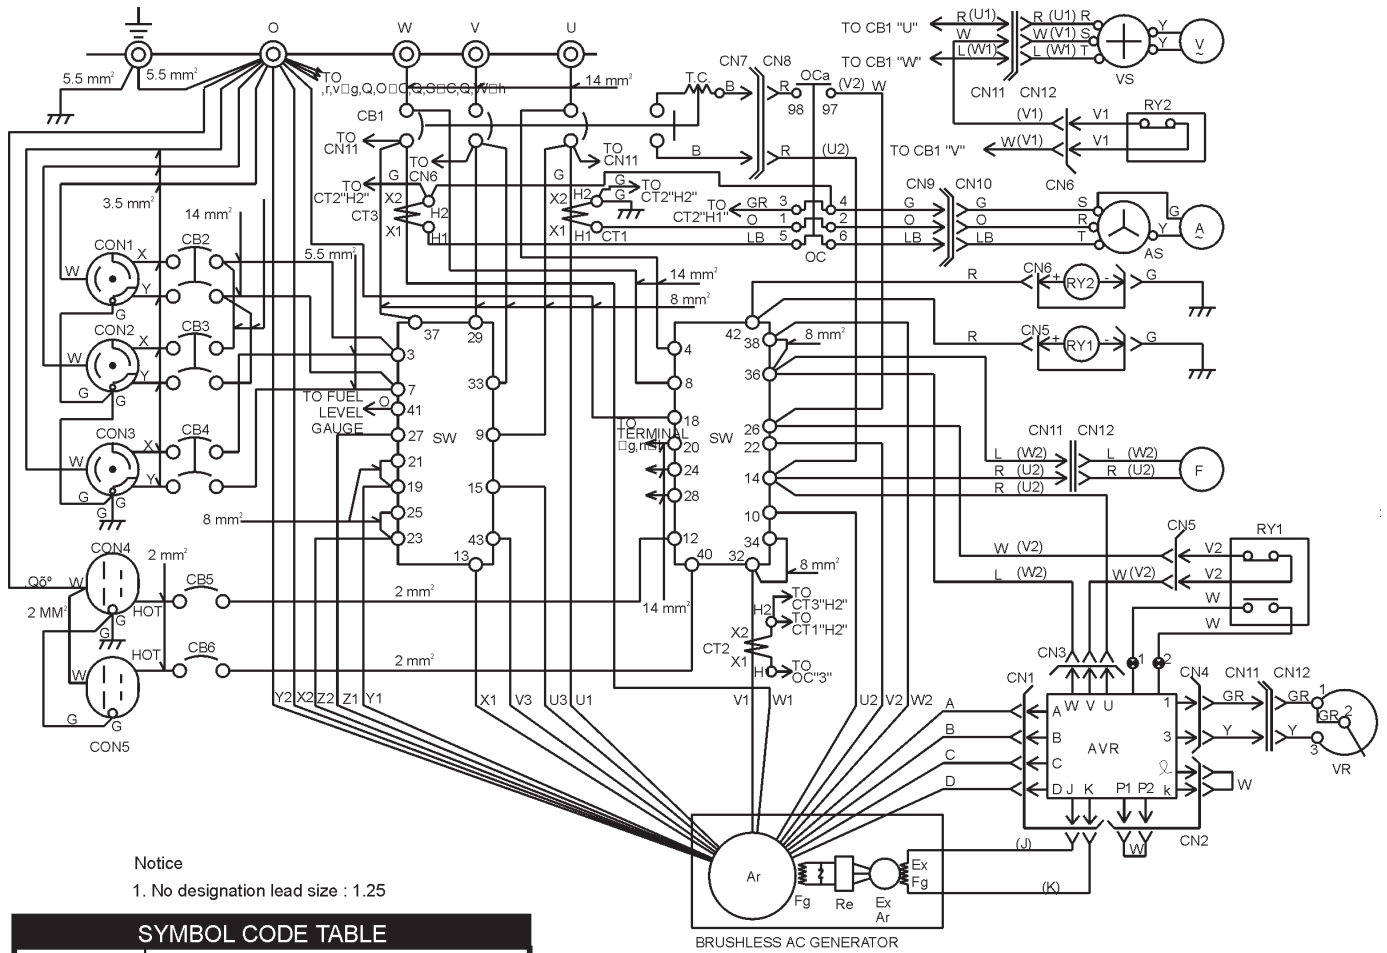 O W V U
5.5 mm² 5.5 mm² TO
,r,v□g,Q,O□C,Q,S□C,Q,W□h
14 mm²
CB1
TO CN11
TO CN6
TO CN11
T.C. B CN7 CN8 R OCa (V2) W
98 97
B R (U2)
TO CB1 "U" R (U1) R (U1) R
W W (V1) S
TO CB1 "W" L (W1) L (W1) T
CN11 CN12 VS Y Y V ~
(V1) V1 RY2
TO CB1 "V" W (V1) V1
CN6
G TO CT2"H2" X2 H2 CT3 X1 H1
G X2 H2 G TO CT2"H2" G X1 H1 CT1
TO CT2"H1" GR 3 4 G CN9 CN10 G S
O 1 2 O O R
LB 5 6 LB LB T
OC AS G Y A ~
3.5 mm²
14 mm²
5.5 mm²
14 mm²
8 mm²
CON1 X CB2
W Y G G
CON2 X CB3
W Y G G
CON3 X CB4
W Y G G
R CN6 + RY2 - G
R CN5 + RY1 - G
37 29
3
7 33
TO FUEL LEVEL GAUGE O 41
27 SW 9
21
19 15
25
23 43
13
8 mm²
42
4 38 8 mm²
8 36
18
TO TERMINAL □g,n□h
26
20 SW 22
24
28 14
10
12 34
40 32
8 mm²
14 mm²
CN11 CN12
L (W2) L (W2)
R (U2) R (U2) F
R (U2)
CN5 RY1
W (V2) V2
L (W2) W (V2) V2
W
W
CON4 2 mm²
,Qõº W HOT CB5 2 mm²
2 MM² G G
HOT CB6 2 mm²
W G G
CON5
H2 TO CT3"H2"
TO CT1"H2"
X2 CT2 X1
H1 TO OC"3"
Y2 X2 Z2 Z1 Y1 X1 V3 U3 U1 V1 W1 U2 V2 W2
CN3 1 2
CN1 CN4 CN11 CN12
W V U
A A 1 GR GR 1
B B AVR 3 Y Y GR 2
C C 3
D D J K P1 P2 k W VR
W CN2
(J)
(K)
Ar Fg Re Ex Ar Ex Fg
BRUSHLESS AC GENERATOR
Notice
1. No designation lead size : 1.25
SYMBOL CODE TABLE